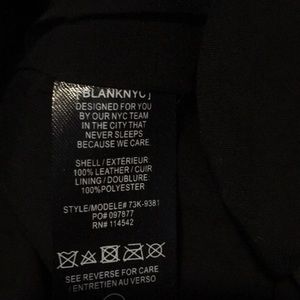 [BLANKNYC]
DESIGNED FOR YOU
BY OUR NYC TEAM
IN THE CITY THAT
NEVER SLEEPS
BECAUSE WE CARE.
SHELL / EXTÉRIEUR
100% LEATHER / CUIR
LINING / DOUBLURE:
100%POLYESTER
STYLE/MODELE# 73K-9381
PO# 097877
RN# 114542
SEE REVERSE FOR CARE
/ ENTRETIEN AU VERSO